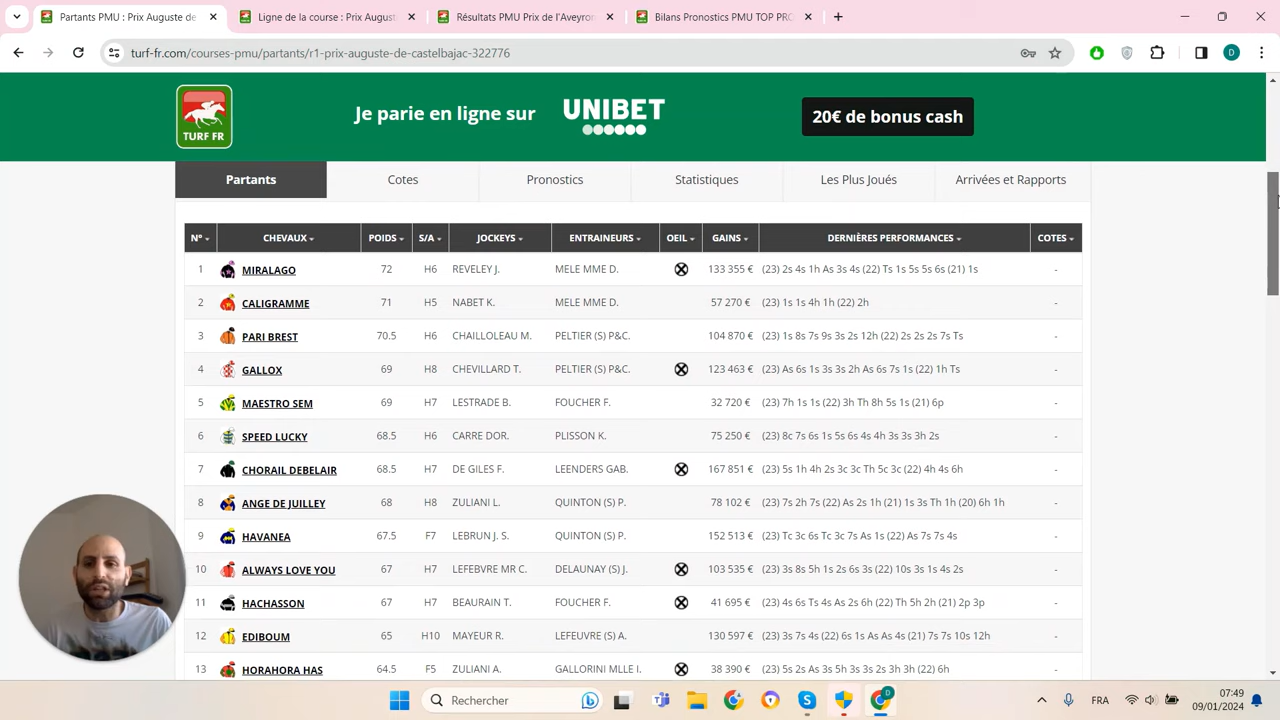 Partants PMU : Prix Auguste de
Ligne de la course : Prix August
Résultats PMU Prix de l'Aveyron
Bilans Pronostics PMU TOP PRO
turf-fr.com/courses-pmu/partants/r1-prix-auguste-de-castelbajac-322776
D
TURF FR
Je parie en ligne sur UNIBET
20€ de bonus cash
Partants Cotes Pronostics Statistiques Les Plus Joués Arrivées et Rapports
N° CHEVAUX POIDS S/A JOCKEYS ENTRAINEURS OEIL GAINS DERNIÈRES PERFORMANCES COTES
1 MIRALAGO 72 H6 REVELEY J. MELE MME D. 133 355 € (23) 2s 4s 1h As 3s 4s (22) Ts 1s 5s 5s 6s (21) 1s -
2 CALIGRAMME 71 H5 NABET K. MELE MME D. 57 270 € (23) 1s 1s 4h 1h (22) 2h -
3 PARI BREST 70.5 H6 CHAILLOLEAU M. PELTIER (S) P&C. 104 870 € (23) 1s 8s 7s 9s 3s 2s 12h (22) 2s 2s 2s 7s Ts -
4 GALLOX 69 H8 CHEVILLARD T. PELTIER (S) P&C. 123 463 € (23) As 6s 1s 3s 3s 2h As 6s 7s 1s (22) 1h Ts -
5 MAESTRO SEM 69 H7 LESTRADE B. FOUCHER F. 32 720 € (23) 7h 1s 1s (22) 3h Th 8h 5s 1s (21) 6p -
6 SPEED LUCKY 68.5 H6 CARRE DOR. PLISSON K. 75 250 € (23) 8c 7s 6s 1s 5s 6s 4s 4h 3s 3s 3h 2s -
7 CHORAIL DEBELAIR 68.5 H7 DE GILES F. LEENDERS GAB. 167 851 € (23) 5s 1h 4h 2s 3c 3c Th 5c 3c (22) 4h 4s 6h -
8 ANGE DE JUILLEY 68 H8 ZULIANI L. QUINTON (S) P. 78 102 € (23) 7s 2h 7s (22) As 2s 1h (21) 1s 3s Th 1h (20) 6h 1h -
9 HAVANEA 67.5 F7 LEBRUN J. S. QUINTON (S) P. 152 513 € (23) Tc 3c 6s Tc 3c 7s As 1s (22) As 7s 7s 4s -
10 ALWAYS LOVE YOU 67 H7 LEFEBVRE MR C. DELAUNAY (S) J. 103 535 € (23) 3s 8s 5h 1s 2s 6s 3s (22) 10s 3s 1s 4s 2s -
11 HACHASSON 67 H7 BEAURAIN T. FOUCHER F. 41 695 € (23) 4s 6s Ts 4s As 2s 6h (22) Th 5h 2h (21) 2p 3p -
12 EDIBOUM 65 H10 MAYEUR R. LEFEUVRE (S) A. 130 597 € (23) 3s 7s 4s (22) 6s 1s As As 4s (21) 7s 7s 10s 12h -
13 HORAHORA HAS 64.5 F5 ZULIANI A. GALLORINI MLLE I. 38 390 € (23) 5s 2s As 3s 5h 3s 3s 2s 3h 3h (22) 6h -
Rechercher
FRA
07:49
09/01/2024